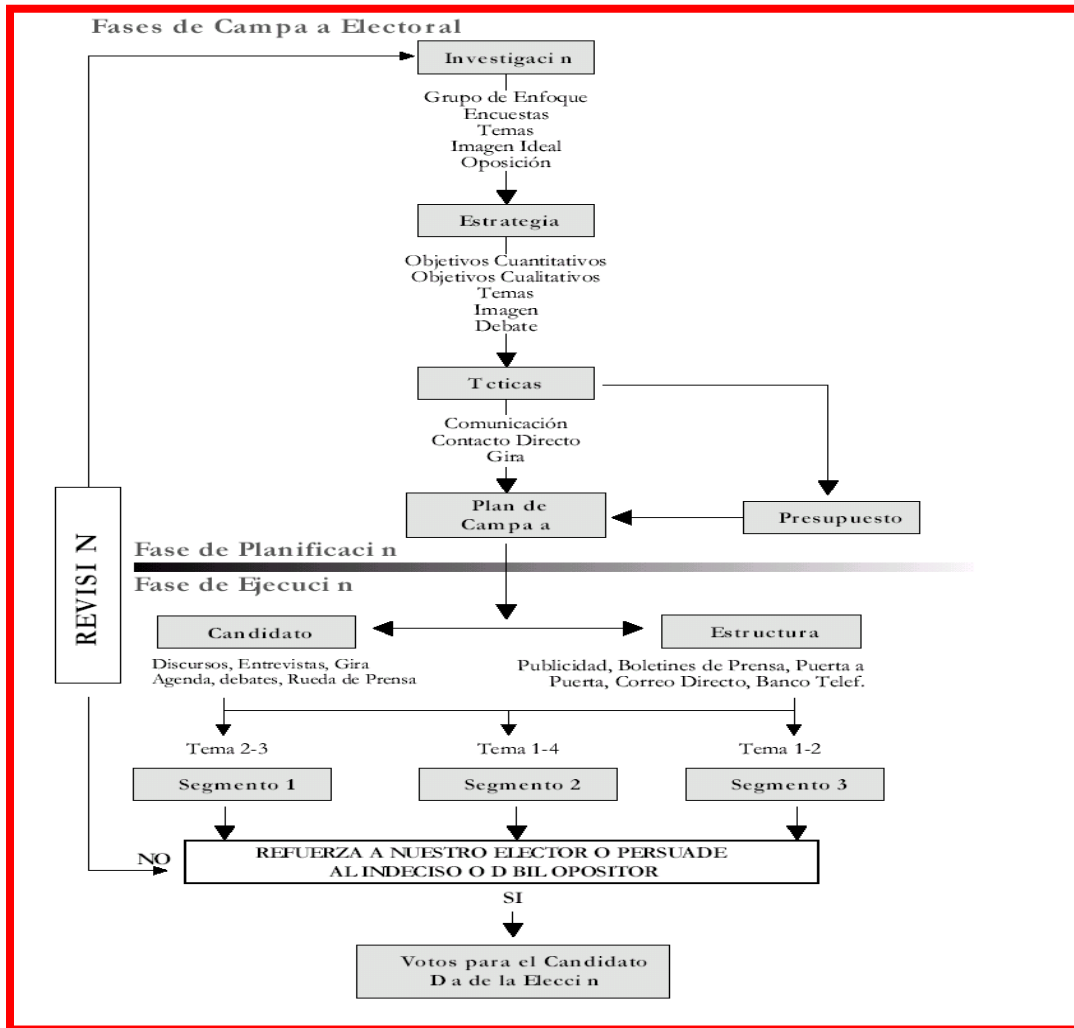 Fases de Campa a Electoral
Investigaci n
Grupo de Enfoque
Encuestas
Temas
Imagen Ideal
Oposición
Estrategia
Objetivos Cuantitativos
Objetivos Cualitativos
Temas
Imagen
Debate
T cticas
Comunicación
Contacto Directo
Gira
Plan de
Campa a
Presupuesto
REVISI N
Fase de Planificaci n
Fase de Ejecuci n
Candidato
Estructura
Discursos, Entrevistas, Gira
Agenda, debates, Rueda de Prensa
Publicidad, Boletines de Prensa, Puerta a
Puerta, Correo Directo, Banco Telef.
Tema 2-3
Tema 1-4
Tema 1-2
Segmento 1
Segmento 2
Segmento 3
NO
REFUERZA A NUESTRO ELECTOR O PERSUADE
AL INDECISO O D BIL OPOSITOR
SI
Votos para el Candidato
D a de la Elecci n